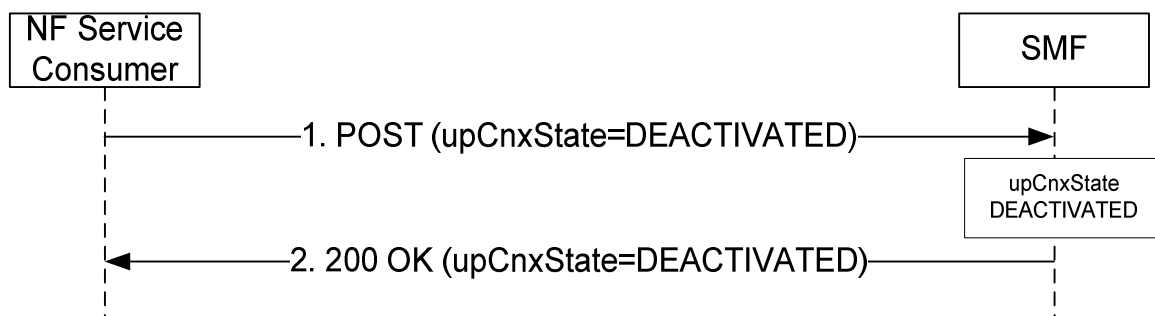 NF Service
Consumer
SMF
1. POST (upCnxState=DEACTIVATED)
upCnxState
DEACTIVATED
2. 200 OK (upCnxState=DEACTIVATED)